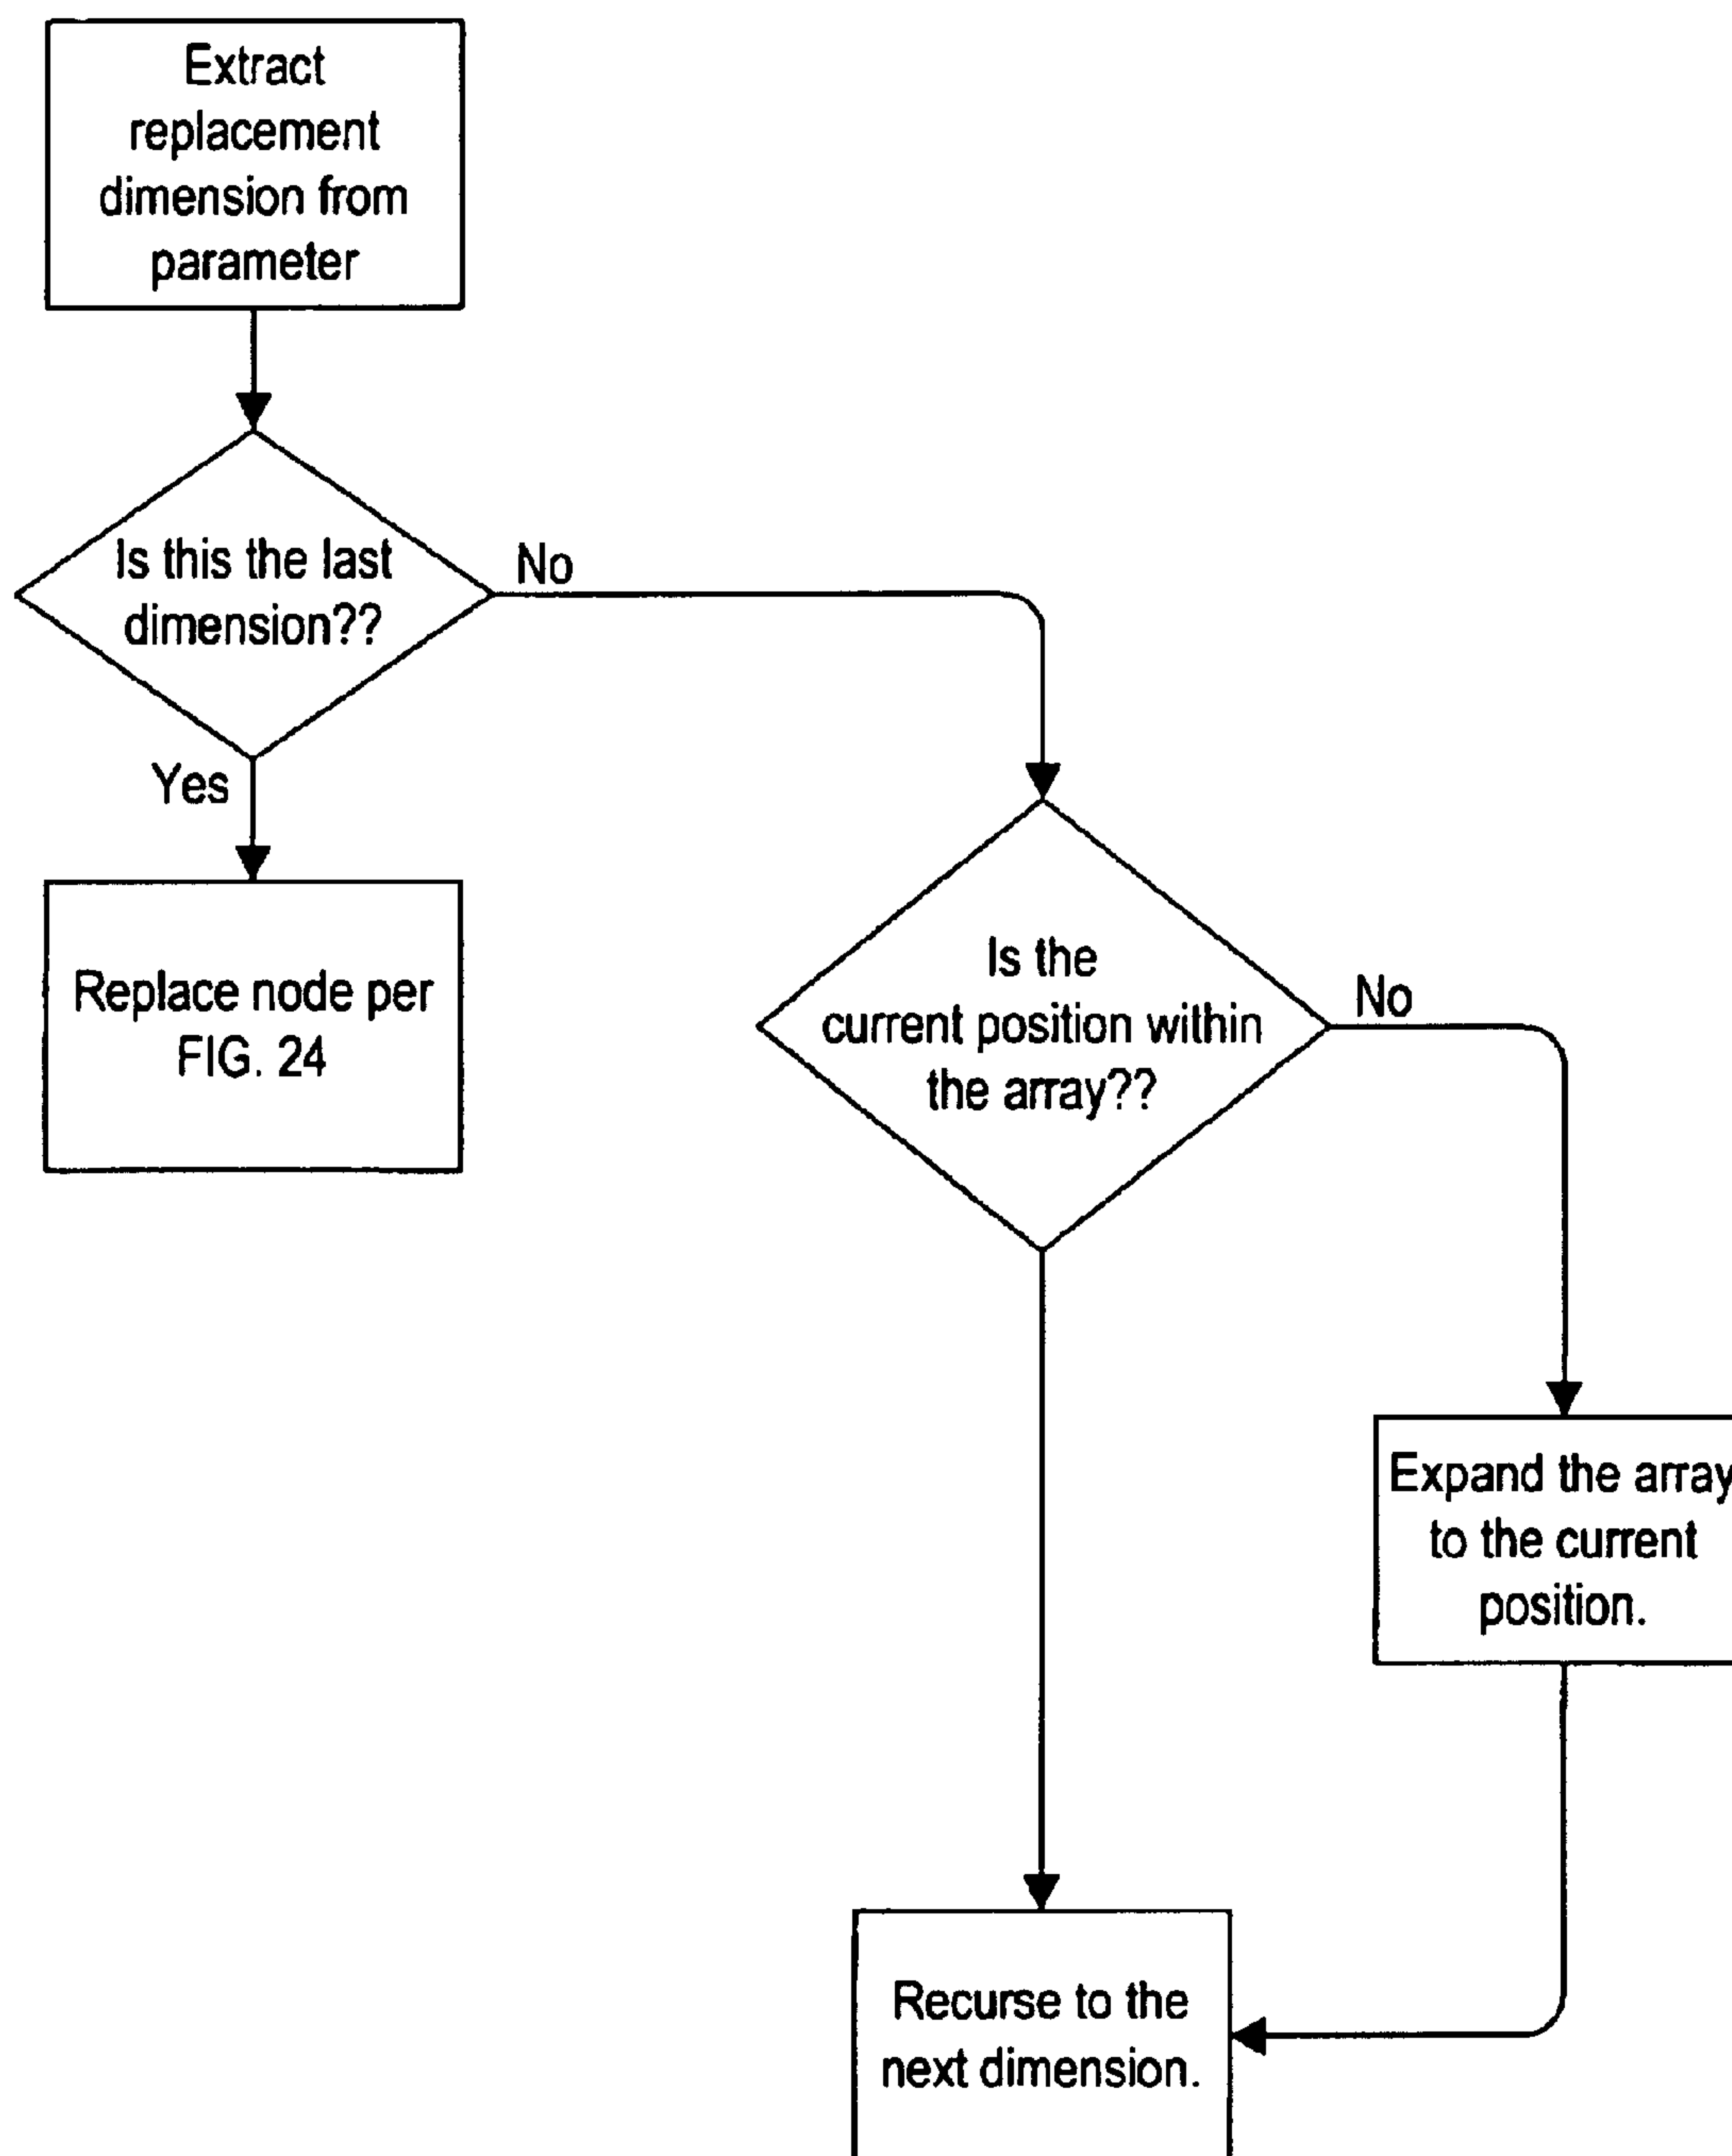 Extract
replacement
dimension from
parameter
Is this the last
dimension??
No
Yes
Replace node per
FIG. 24
Is the
current position within
the array??
No
Expand the array
to the current
position.
Recurse to the
next dimension.